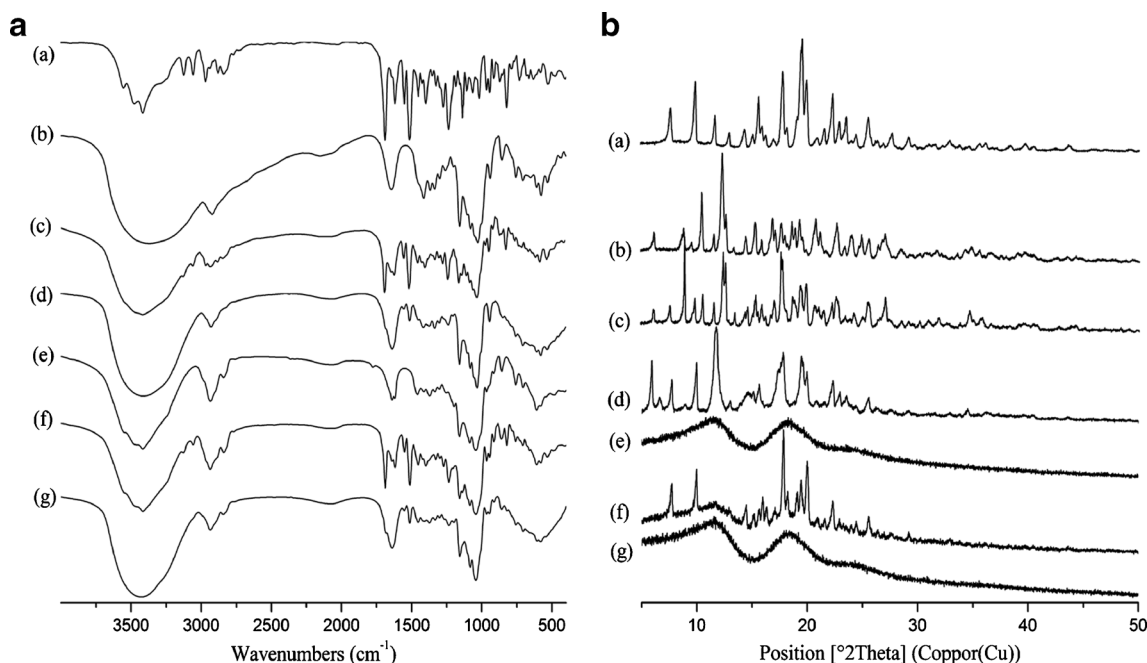 a
(a)
(b)
(c)
(d)
(e)
(f)
(g)
3500 3000 2500 2000 1500 1000 500
Wavenumbers (cm-1)
b
(a)
(b)
(c)
(d)
(e)
(f)
(g)
10 20 30 40 50
Position [°2Theta] (Coppor(Cu))